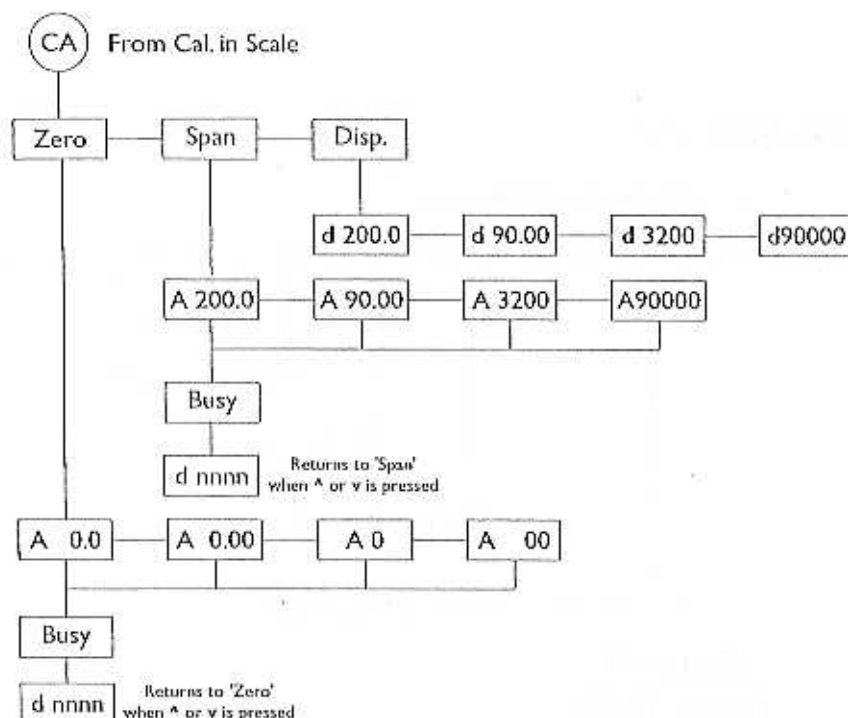 CA From Cal. in Scale
Zero Span Disp.
d 200.0 d 90.00 d 3200 d90000
A 200.0 A 90.00 A 3200 A90000
Busy
d nnnn Returns to 'Span'
when ^ or v is pressed
A 0.0 A 0.00 A 0 A 00
Busy
d nnnn Returns to 'Zero'
when ^ or v is pressed